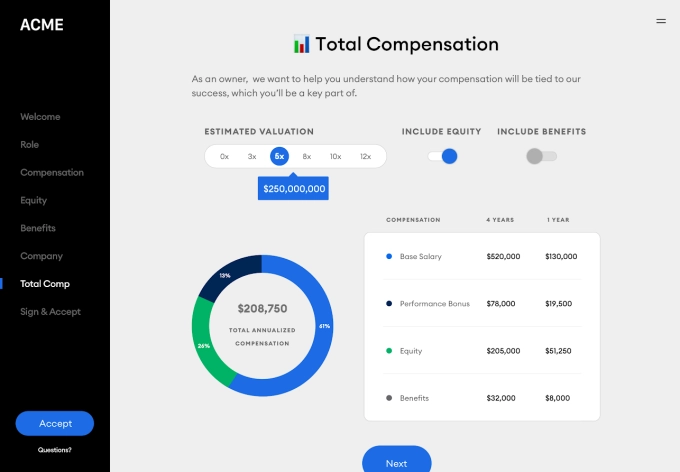 ACME
Welcome
Role
Compensation
Equity
Benefits
Company
Total Comp
Sign & Accept
Accept
Questions?
Total Compensation
As an owner, we want to help you understand how your compensation will be tied to our
success, which you'll be a key part of.
ESTIMATED VALUATION
0x 3x 5x 8x 10x 12x
$250,000,000
INCLUDE EQUITY
INCLUDE BENEFITS
13%
61%
26%
$208,750
TOTAL ANNUALIZED
COMPENSATION
COMPENSATION 4 YEARS 1 YEAR
Base Salary $520,000 $130,000
Performance Bonus $78,000 $19,500
Equity $205,000 $51,250
Benefits $32,000 $8,000
Next